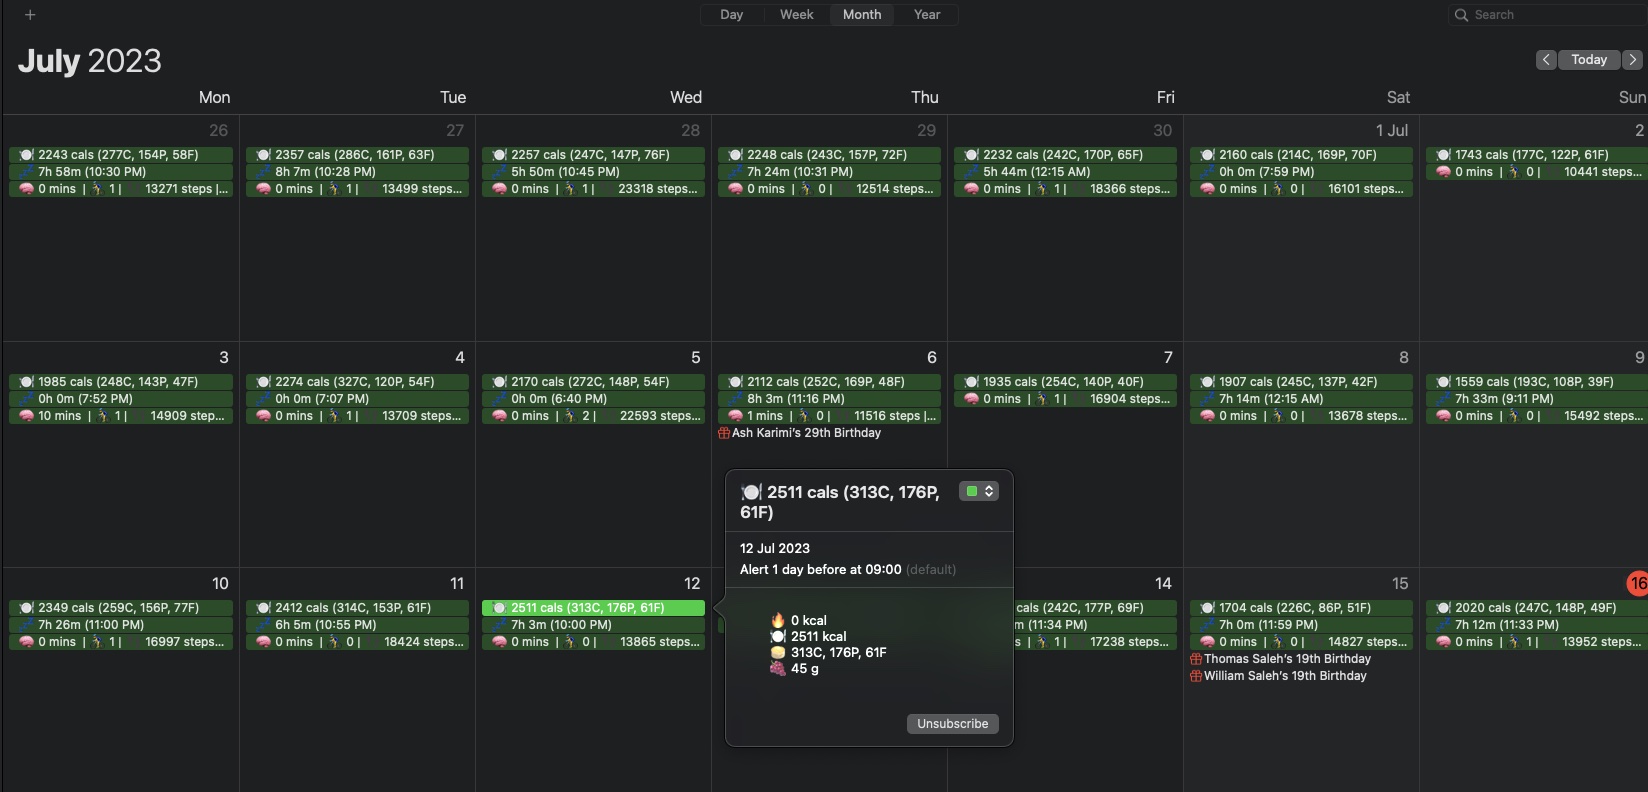 +
Day Week Month Year
Search
July 2023
< Today >
Mon Tue Wed Thu Fri Sat Sun
26
🍽️ 2243 cals (277C, 154P, 58F)
💤 7h 58m (10:30 PM)
🧠 0 mins | 🏃 1 | 13271 steps |...
27
🍽️ 2357 cals (286C, 161P, 63F)
💤 8h 7m (10:28 PM)
🧠 0 mins | 🏃 1 | 13499 steps...
28
🍽️ 2257 cals (247C, 147P, 76F)
💤 5h 50m (10:45 PM)
🧠 0 mins | 🏃 1 | 23318 steps...
29
🍽️ 2248 cals (243C, 157P, 72F)
💤 7h 24m (10:31 PM)
🧠 0 mins | 🏃 0 | 12514 steps...
30
🍽️ 2232 cals (242C, 170P, 65F)
💤 5h 44m (12:15 AM)
🧠 0 mins | 🏃 1 | 18366 steps...
1 Jul
🍽️ 2160 cals (214C, 169P, 70F)
💤 0h 0m (7:59 PM)
🧠 0 mins | 🏃 0 | 16101 steps...
2
🍽️ 1743 cals (177C, 122P, 61F)
🧠 0 mins | 🏃 0 | 10441 steps...
3
🍽️ 1985 cals (248C, 143P, 47F)
💤 0h 0m (7:52 PM)
🧠 10 mins | 🏃 1 | 14909 step...
4
🍽️ 2274 cals (327C, 120P, 54F)
💤 0h 0m (7:07 PM)
🧠 0 mins | 🏃 1 | 13709 steps...
5
🍽️ 2170 cals (272C, 148P, 54F)
💤 0h 0m (6:40 PM)
🧠 0 mins | 🏃 2 | 22593 steps...
6
🍽️ 2112 cals (252C, 169P, 48F)
💤 8h 3m (11:16 PM)
🧠 1 mins | 🏃 0 | 11516 steps |...
Ash Karimi's 29th Birthday
7
🍽️ 1935 cals (254C, 140P, 40F)
🧠 0 mins | 🏃 1 | 16904 steps...
8
🍽️ 1907 cals (245C, 137P, 42F)
💤 7h 14m (12:15 AM)
🧠 0 mins | 🏃 0 | 13678 steps...
9
🍽️ 1559 cals (193C, 108P, 39F)
💤 7h 33m (9:11 PM)
🧠 0 mins | 🏃 0 | 15492 steps...
10
🍽️ 2349 cals (259C, 156P, 77F)
💤 7h 26m (11:00 PM)
🧠 0 mins | 🏃 1 | 16997 steps...
11
🍽️ 2412 cals (314C, 153P, 61F)
💤 6h 5m (10:55 PM)
🧠 0 mins | 🏃 0 | 18424 steps...
12
🍽️ 2511 cals (313C, 176P, 61F)
💤 7h 3m (10:00 PM)
🧠 0 mins | 🏃 0 | 13865 steps...
🍽️ 2511 cals (313C, 176P,
61F)
12 Jul 2023
Alert 1 day before at 09:00 (default)
🔥 0 kcal
🍽️ 2511 kcal
313C, 176P, 61F
🍇 45 g
Unsubscribe
14
cals (242C, 177P, 69F)
m (11:34 PM)
s | 🏃 1 | 17238 steps...
15
🍽️ 1704 cals (226C, 86P, 51F)
💤 7h 0m (11:59 PM)
🧠 0 mins | 🏃 0 | 14827 steps...
Thomas Saleh's 19th Birthday
William Saleh's 19th Birthday
16
🍽️ 2020 cals (247C, 148P, 49F)
💤 7h 12m (11:33 PM)
🧠 0 mins | 🏃 1 | 13952 steps...